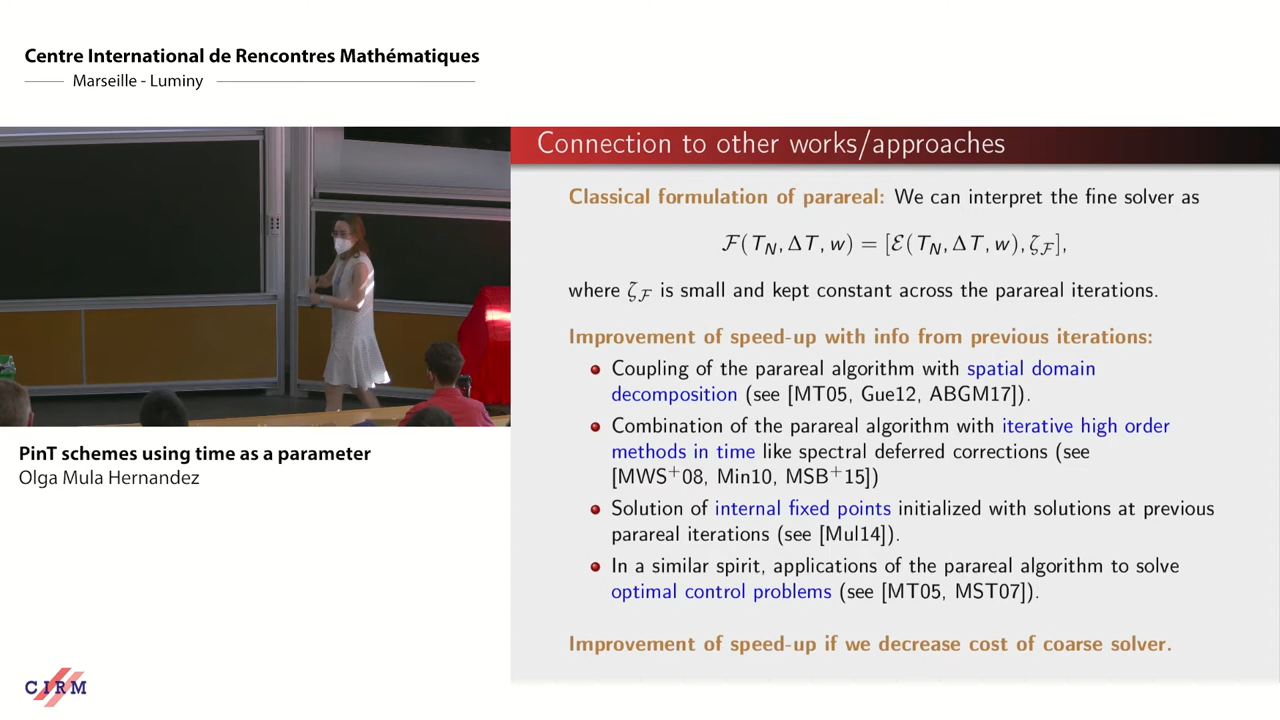 Centre International de Rencontres Mathématiques
Marseille - Luminy
Connection to other works/approaches
Classical formulation of parareal: We can interpret the fine solver as
ℱ(T_N, ΔT, w) = [ℰ(T_N, ΔT, w), ζ_ℱ],
where ζ_ℱ is small and kept constant across the parareal iterations.
Improvement of speed-up with info from previous iterations:
Coupling of the parareal algorithm with spatial domain
decomposition (see [MT05, Gue12, ABGM17]).
Combination of the parareal algorithm with iterative high order
methods in time like spectral deferred corrections (see
[MWS⁺08, Min10, MSB⁺15])
Solution of internal fixed points initialized with solutions at previous
parareal iterations (see [Mul14]).
In a similar spirit, applications of the parareal algorithm to solve
optimal control problems (see [MT05, MST07]).
Improvement of speed-up if we decrease cost of coarse solver.
PinT schemes using time as a parameter
Olga Mula Hernandez
CIRM